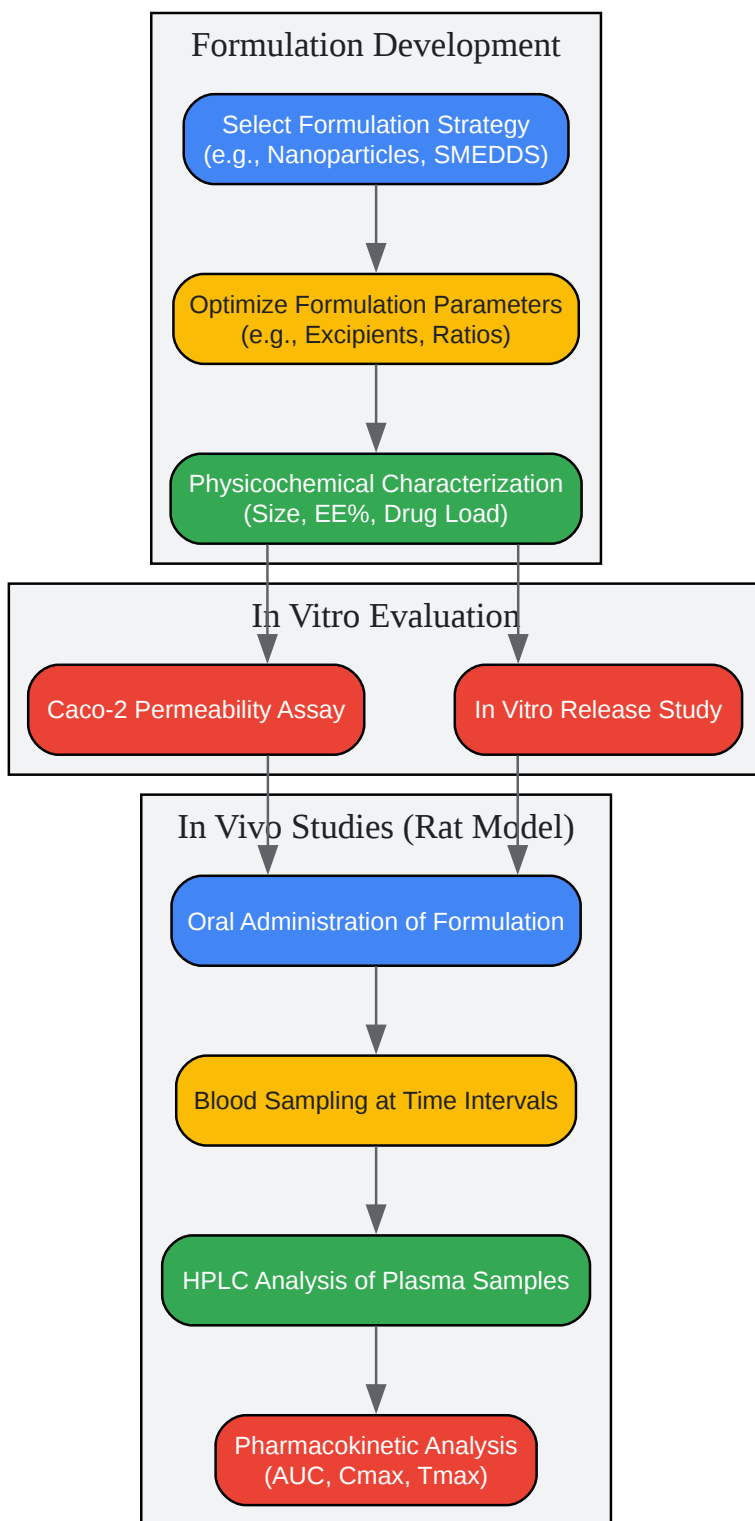 Formulation Development
Select Formulation Strategy
(e.g., Nanoparticles, SMEDDS)
Optimize Formulation Parameters
(e.g., Excipients, Ratios)
Physicochemical Characterization
(Size, EE%, Drug Load)
In Vitro Evaluation
Caco-2 Permeability Assay
In Vitro Release Study
In Vivo Studies (Rat Model)
Oral Administration of Formulation
Blood Sampling at Time Intervals
HPLC Analysis of Plasma Samples
Pharmacokinetic Analysis
(AUC, Cmax, Tmax)